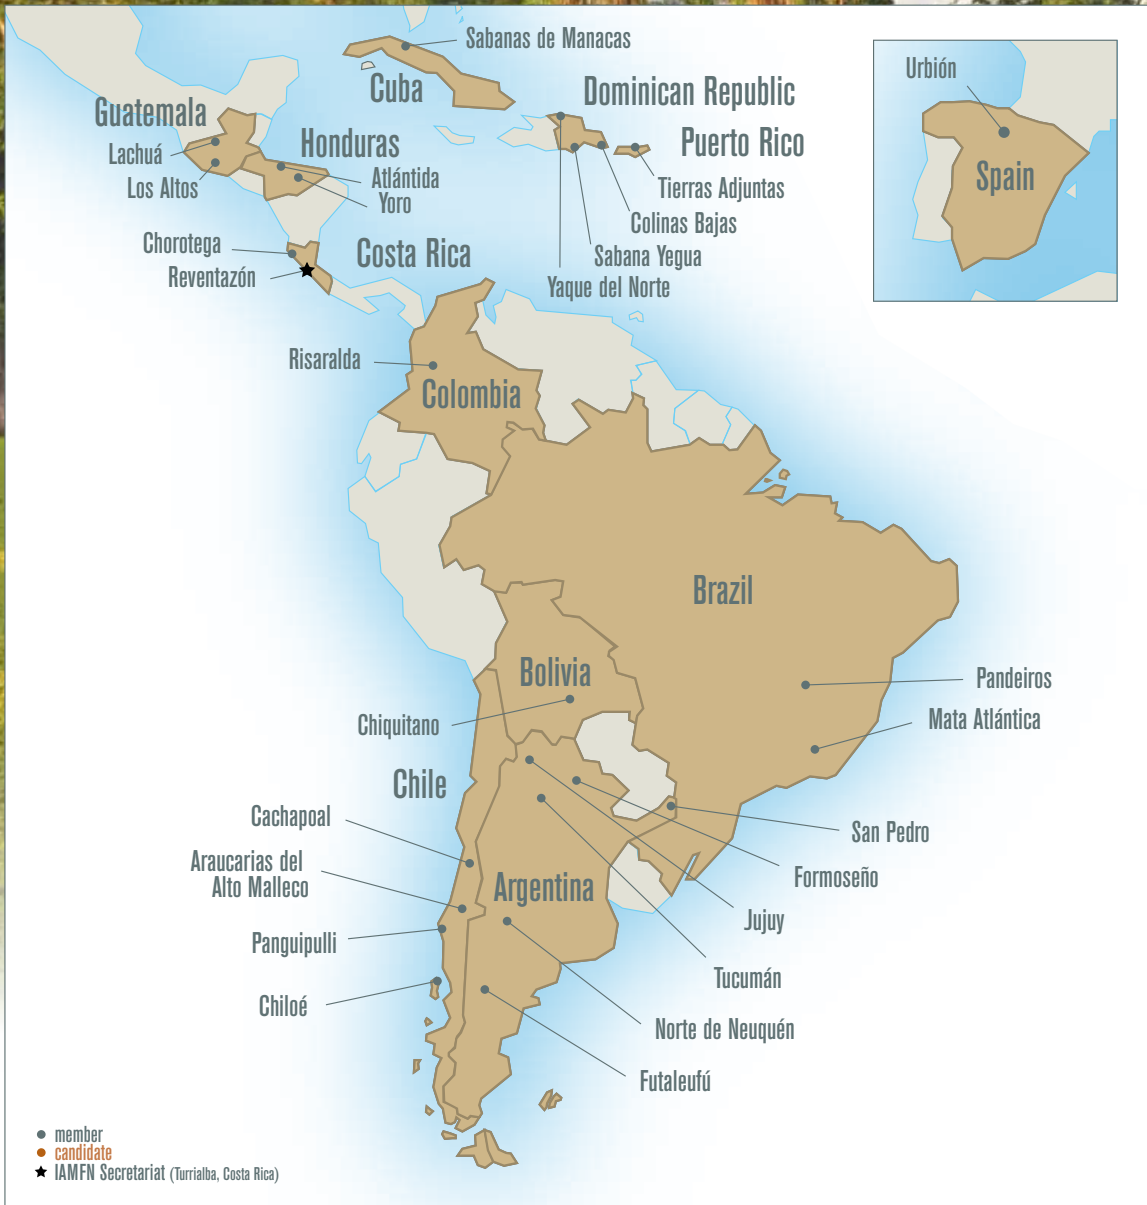 Sabanas de Manacas
Cuba
Dominican Republic
Puerto Rico
Guatemala
Honduras
Lachuá
Los Altos
Atlántida
Yoro
Tierras Adjuntas
Colinas Bajas
Sabana Yegua
Yaque del Norte
Chorotega
Reventazón
Costa Rica
Urbión
Spain
Risaralda
Colombia
Brazil
Bolivia
Chiquitano
Pandeiros
Mata Atlántica
Chile
Cachapoal
Araucarias del
Alto Malleco
Argentina
Panguipulli
Chiloé
San Pedro
Formoseño
Jujuy
Tucumán
Norte de Neuquén
Futaleufú
member
candidate
IAMFN Secretariat (Turrialba, Costa Rica)